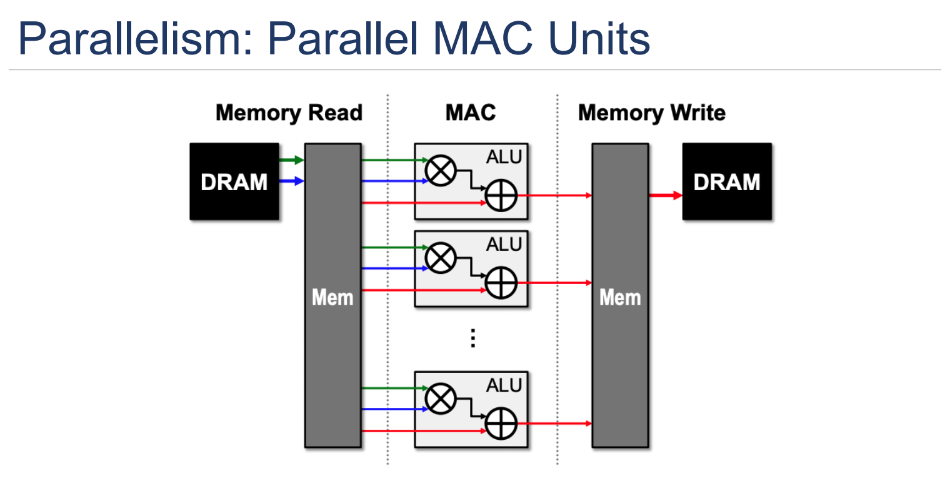 Parallelism: Parallel MAC Units
Memory Read
MAC
Memory Write
DRAM
Mem
ALU
ALU
⋮
ALU
Mem
DRAM